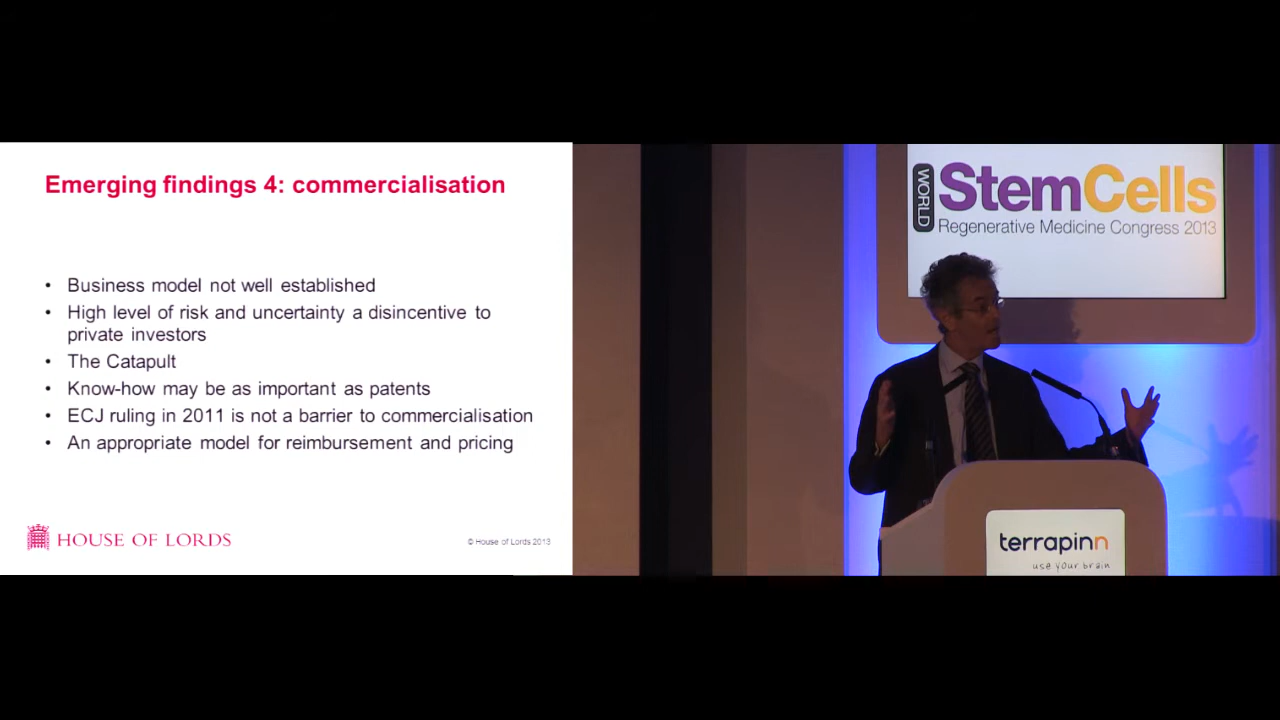 Emerging findings 4: commercialisation
• Business model not well established
• High level of risk and uncertainty a disincentive to
private investors
• The Catapult
• Know-how may be as important as patents
• ECJ ruling in 2011 is not a barrier to commercialisation
• An appropriate model for reimbursement and pricing
HOUSE OF LORDS
© House of Lords 2013
WORLD
StemCells
Regenerative Medicine Congress 2013
terrapinn
use your brain